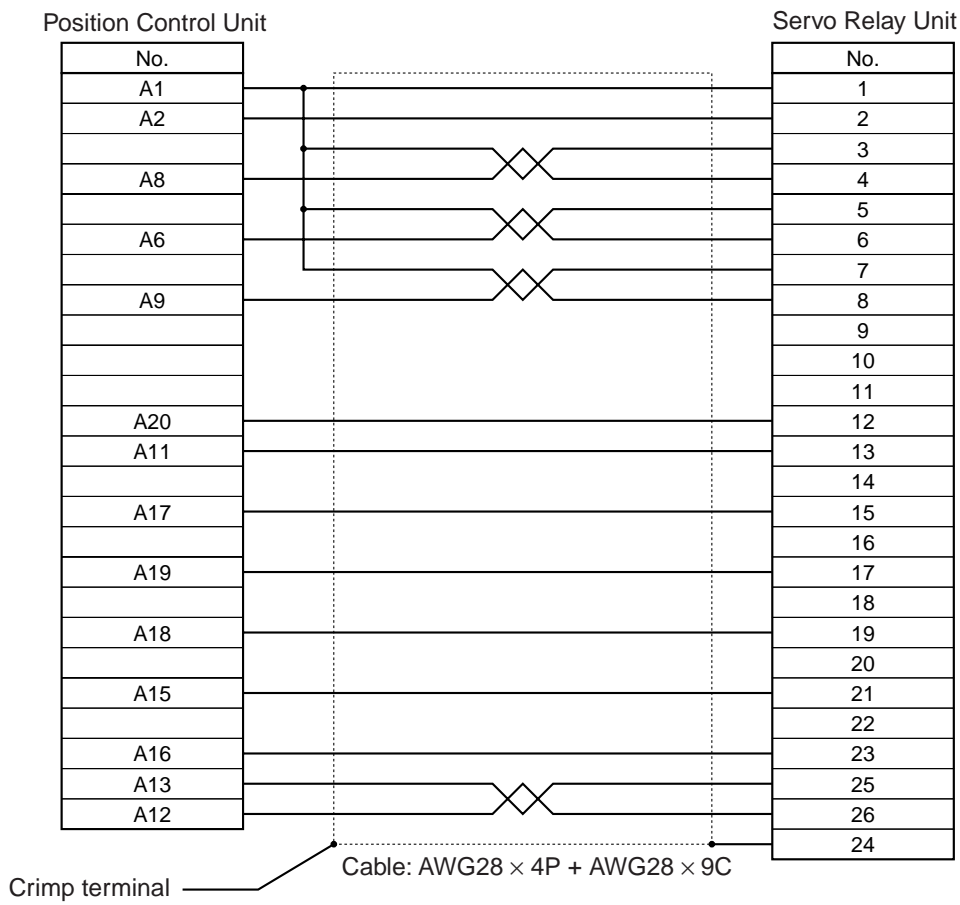 Position Control Unit
Servo Relay Unit
No.
No.
A1
1
A2
2
3
A8
4
5
A6
6
7
A9
8
9
10
11
A20
12
A11
13
14
A17
15
16
A19
17
18
A18
19
20
A15
21
22
A16
23
A13
25
A12
26
24
Cable: AWG28 × 4P + AWG28 × 9C
Crimp terminal